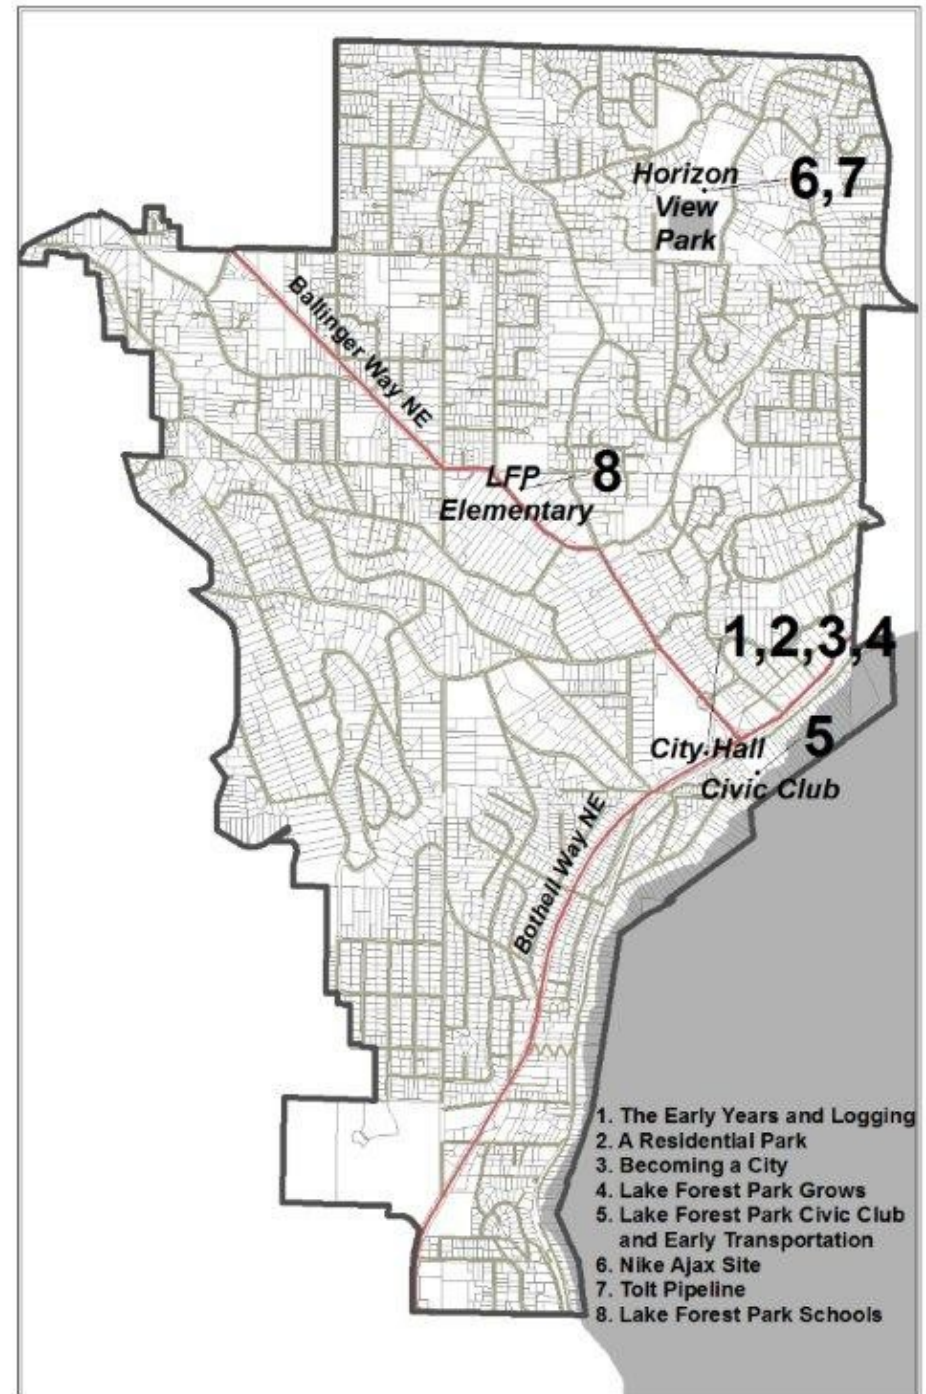 Horizon
View
Park
6,7
Ballinger Way NE
LFP
Elementary
8
1,2,3,4
5
City Hall
Civic Club
Bothell Way NE
1. The Early Years and Logging
2. A Residential Park
3. Becoming a City
4. Lake Forest Park Grows
5. Lake Forest Park Civic Club
and Early Transportation
6. Nike Ajax Site
7. Tolt Pipeline
8. Lake Forest Park Schools